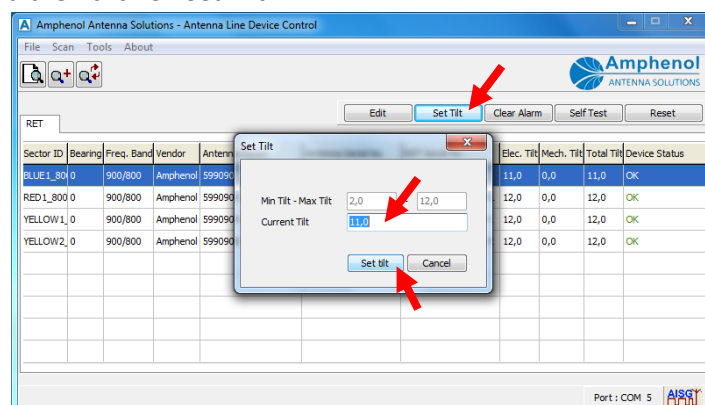 Amphenol Antenna Solutions - Antenna Line Device Control
File Scan Tools About
Amphenol
ANTENNA SOLUTIONS
Edit Set Tilt Clear Alarm Self Test Reset
RET
Set Tilt
Sector ID Bearing Freq. Band Vendor Antenn Elec. Tilt Mech. Tilt Total Tilt Device Status
BLUE1_80 0 900/800 Amphenol 599090 11,0 0,0 11,0 OK
RED1_800 0 900/800 Amphenol 599090 12,0 0,0 12,0 OK
YELLOW1_ 0 900/800 Amphenol 599090 12,0 0,0 12,0 OK
YELLOW2_ 0 900/800 Amphenol 599090 12,0 0,0 12,0 OK
Min Tilt - Max Tilt 2,0 - 12,0
Current Tilt 11,0
Set tilt Cancel
Port : COM 5 AISG